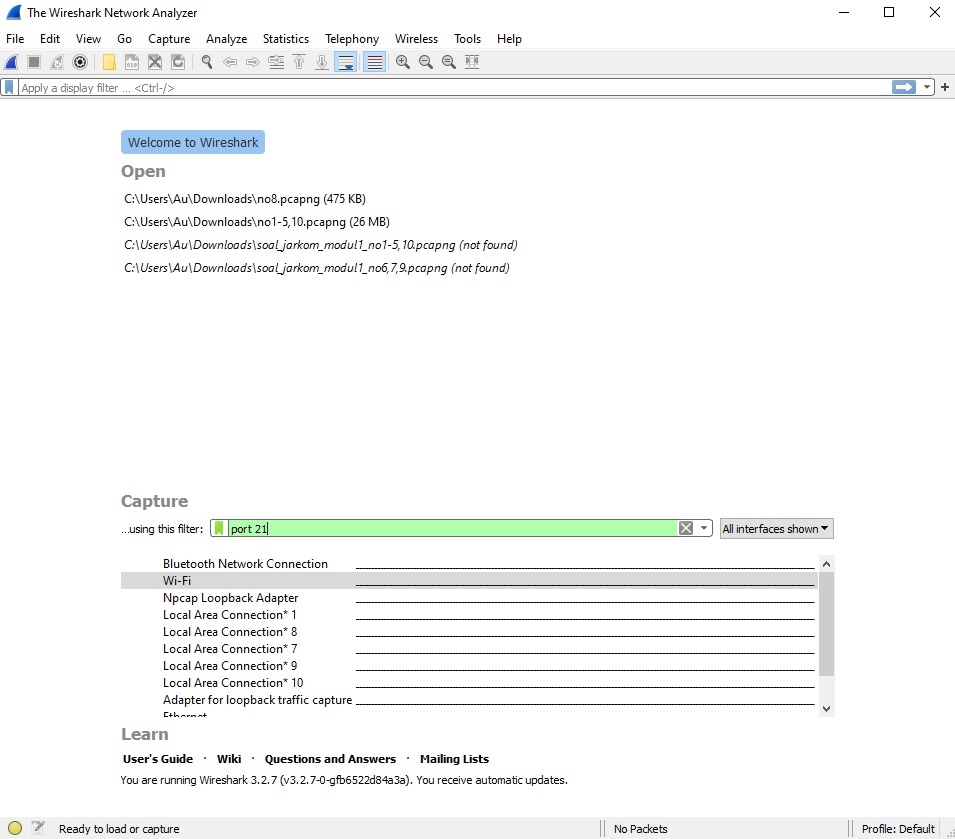 The Wireshark Network Analyzer
File Edit View Go Capture Analyze Statistics Telephony Wireless Tools Help
Apply a display filter ... <Ctrl-/>
Welcome to Wireshark
Open
C:\Users\Au\Downloads\no8.pcapng (475 KB)
C:\Users\Au\Downloads\no1-5,10.pcapng (26 MB)
C:\Users\Au\Downloads\soal_jarkom_modul1_no1-5,10.pcapng (not found)
C:\Users\Au\Downloads\soal_jarkom_modul1_no6,7,9.pcapng (not found)
Capture
...using this filter: port 21 All interfaces shown
Bluetooth Network Connection
Wi-Fi
Npcap Loopback Adapter
Local Area Connection* 1
Local Area Connection* 8
Local Area Connection* 7
Local Area Connection* 9
Local Area Connection* 10
Adapter for loopback traffic capture
Ethernet
Learn
User's Guide · Wiki · Questions and Answers · Mailing Lists
You are running Wireshark 3.2.7 (v3.2.7-0-gfb6522d84a3a). You receive automatic updates.
Ready to load or capture No Packets Profile: Default